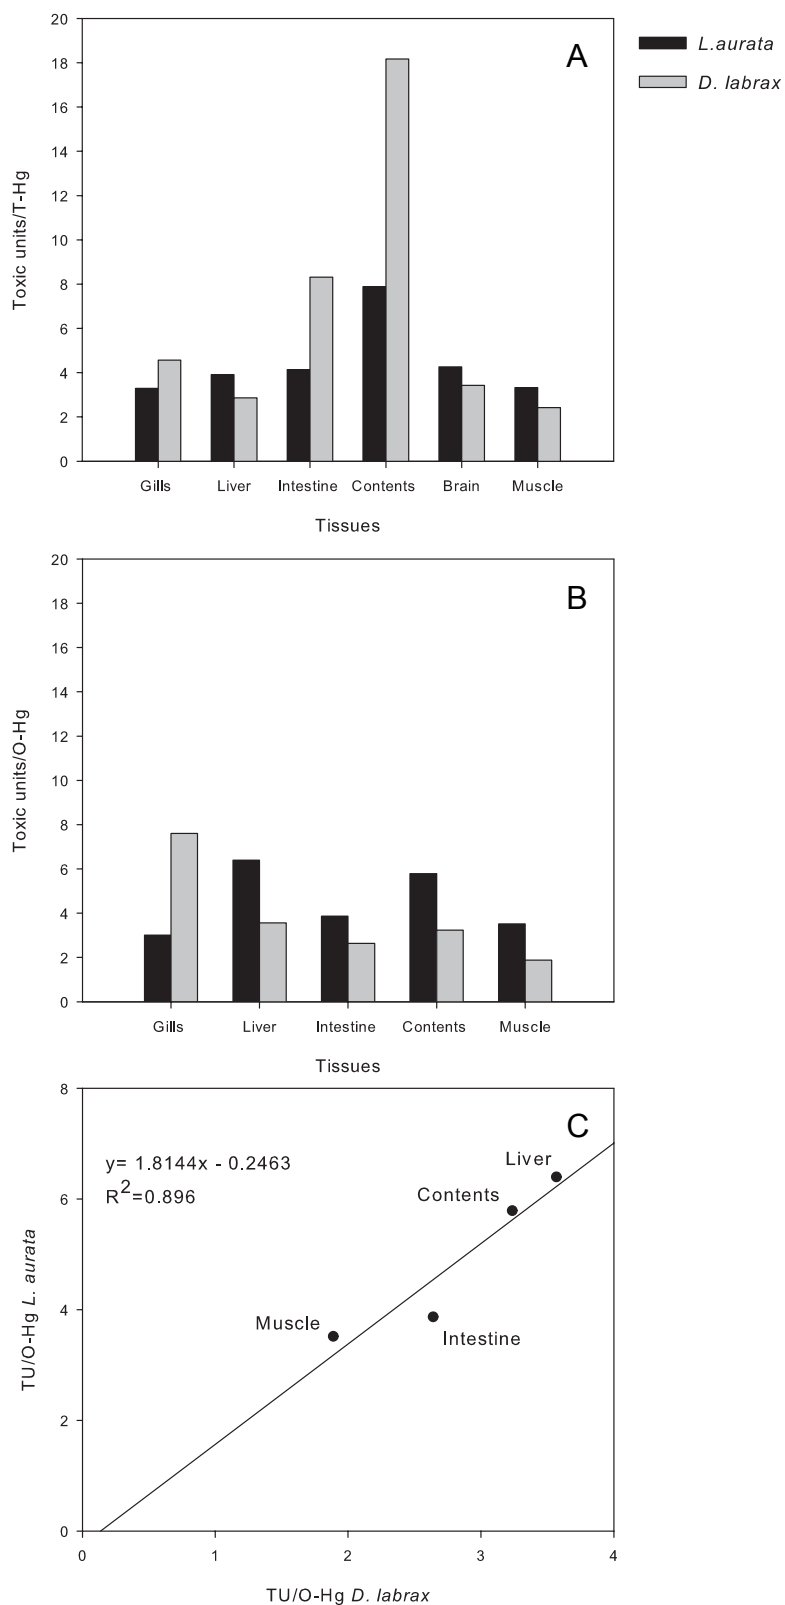 20
A
L.aurata
18
D. labrax
16
14
12
10
8
6
4
2
0
Toxic units/T-Hg
Gills Liver Intestine Contents Brain Muscle
Tissues
20
B
18
16
14
12
10
8
6
4
2
0
Toxic units/O-Hg
Gills Liver Intestine Contents Muscle
Tissues
8
C
y= 1.8144x - 0.2463
R2=0.896
Liver
Contents
6
Muscle
Intestine
4
2
0
TU/O-Hg L. aurata
0 1 2 3 4
TU/O-Hg D. labrax